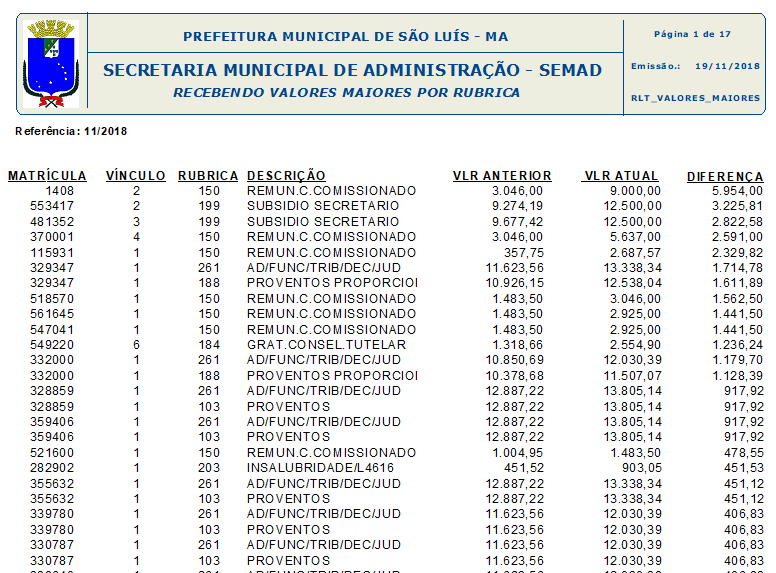 PREFEITURA MUNICIPAL DE SÃO LUÍS - MA
Página 1 de 17
SECRETARIA MUNICIPAL DE ADMINISTRAÇÃO - SEMAD
Emissão.: 19/11/2018
RECEBENDO VALORES MAIORES POR RUBRICA
RLT_VALORES_MAIORES
Referência: 11/2018
MATRÍCULA VÍNCULO RUBRICA DESCRIÇÃO VLR ANTERIOR VLR ATUAL DIFERENÇA
1408 2 150 REMUN.C.COMISSIONADO 3.046,00 9.000,00 5.954,00
553417 2 199 SUBSIDIO SECRETARIO 9.274,19 12.500,00 3.225,81
481352 3 199 SUBSIDIO SECRETARIO 9.677,42 12.500,00 2.822,58
370001 4 150 REMUN.C.COMISSIONADO 3.046,00 5.637,00 2.591,00
115931 1 150 REMUN.C.COMISSIONADO 357,75 2.687,57 2.329,82
329347 1 261 AD/FUNC/TRIB/DEC/JUD 11.623,56 13.338,34 1.714,78
329347 1 188 PROVENTOS PROPORCIOI 10.926,15 12.538,04 1.611,89
518570 1 150 REMUN.C.COMISSIONADO 1.483,50 3.046,00 1.562,50
561645 1 150 REMUN.C.COMISSIONADO 1.483,50 2.925,00 1.441,50
547041 1 150 REMUN.C.COMISSIONADO 1.483,50 2.925,00 1.441,50
549220 6 184 GRAT.CONSEL.TUTELAR 1.318,66 2.554,90 1.236,24
332000 1 261 AD/FUNC/TRIB/DEC/JUD 10.850,69 12.030,39 1.179,70
332000 1 188 PROVENTOS PROPORCIOI 10.378,68 11.507,07 1.128,39
328859 1 261 AD/FUNC/TRIB/DEC/JUD 12.887,22 13.805,14 917,92
328859 1 103 PROVENTOS 12.887,22 13.805,14 917,92
359406 1 261 AD/FUNC/TRIB/DEC/JUD 12.887,22 13.805,14 917,92
359406 1 103 PROVENTOS 12.887,22 13.805,14 917,92
521600 1 150 REMUN.C.COMISSIONADO 1.004,95 1.483,50 478,55
282902 1 203 INSALUBRIDADE/L4616 451,52 903,05 451,53
355632 1 261 AD/FUNC/TRIB/DEC/JUD 12.887,22 13.338,34 451,12
355632 1 103 PROVENTOS 12.887,22 13.338,34 451,12
339780 1 261 AD/FUNC/TRIB/DEC/JUD 11.623,56 12.030,39 406,83
339780 1 103 PROVENTOS 11.623,56 12.030,39 406,83
330787 1 261 AD/FUNC/TRIB/DEC/JUD 11.623,56 12.030,39 406,83
330787 1 103 PROVENTOS 11.623,56 12.030,39 406,83